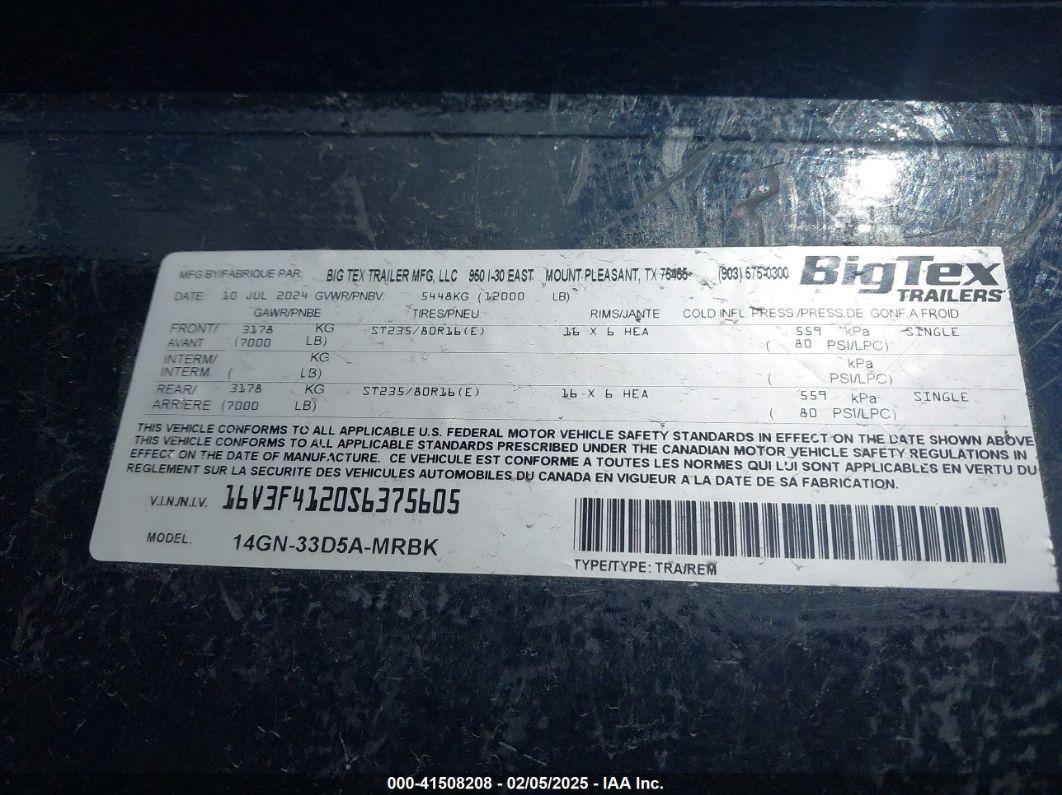 MFG BY/FABRIQUE PAR: BIG TEX TRAILER MFG, LLC 950 I-30 EAST MOUNT PLEASANT, TX 75455 (903) 575-0300 BigTex TRAILERS
DATE: 10 JUL 2024 GVWR/PNBV: 5448KG (12000 LB)
GAWR/PNBE TIRES/PNEU RIMS/JANTE COLD INFL PRESS/PRESS.DE GONF A FROID
FRONT/ 3178 KG ST235/80R16(E) 16 X 6 HEA 559 kPa SINGLE
AVANT (7000 LB) ( 80 PSI/LPC)
INTERM/ KG kPa
INTERM. ( LB) ( PSI/LPC)
REAR/ 3178 KG ST235/80R16(E) 16 X 6 HEA 559 kPa SINGLE
ARRIERE (7000 LB) ( 80 PSI/LPC)
THIS VEHICLE CONFORMS TO ALL APPLICABLE U.S. FEDERAL MOTOR VEHICLE SAFETY STANDARDS IN EFFECT ON THE DATE SHOWN ABOVE
THIS VEHICLE CONFORMS TO ALL APPLICABLE STANDARDS PRESCRIBED UNDER THE CANADIAN MOTOR VEHICLE SAFETY REGULATIONS IN
EFFECT ON THE DATE OF MANUFACTURE. CE VEHICULE EST CONFORME A TOUTES LES NORMES QUI LUI SONT APPLICABLES EN VERTU DU
REGLEMENT SUR LA SECURITE DES VEHICULES AUTOMOBILES DU CANADA EN VIGUEUR A LA DATE DE SA FABRICATION.
V.I.N./N.I.V. 16V3F4120S6375605
MODEL: 14GN-33D5A-MRBK
TYPE/TYPE: TRA/REM
000-41508208 - 02/05/2025 - IAA Inc.